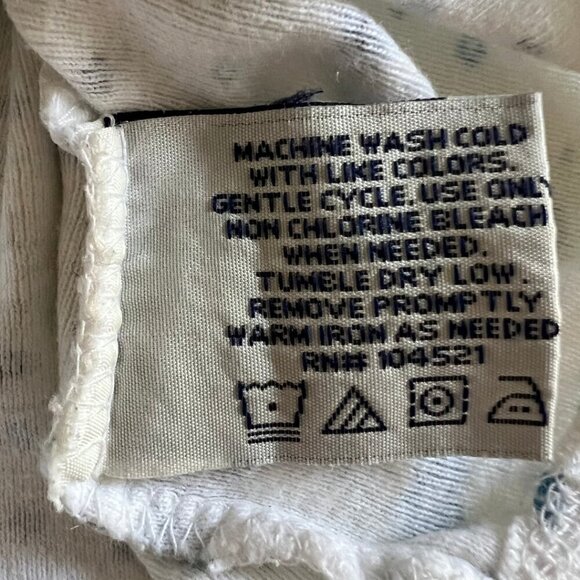 MACHINE WASH COLD
WITH LIKE COLORS.
GENTLE CYCLE. USE ONLY
NON CHLORINE BLEACH
WHEN NEEDED.
TUMBLE DRY LOW.
REMOVE PROMPTLY
WARM IRON AS NEEDED
RN# 104521